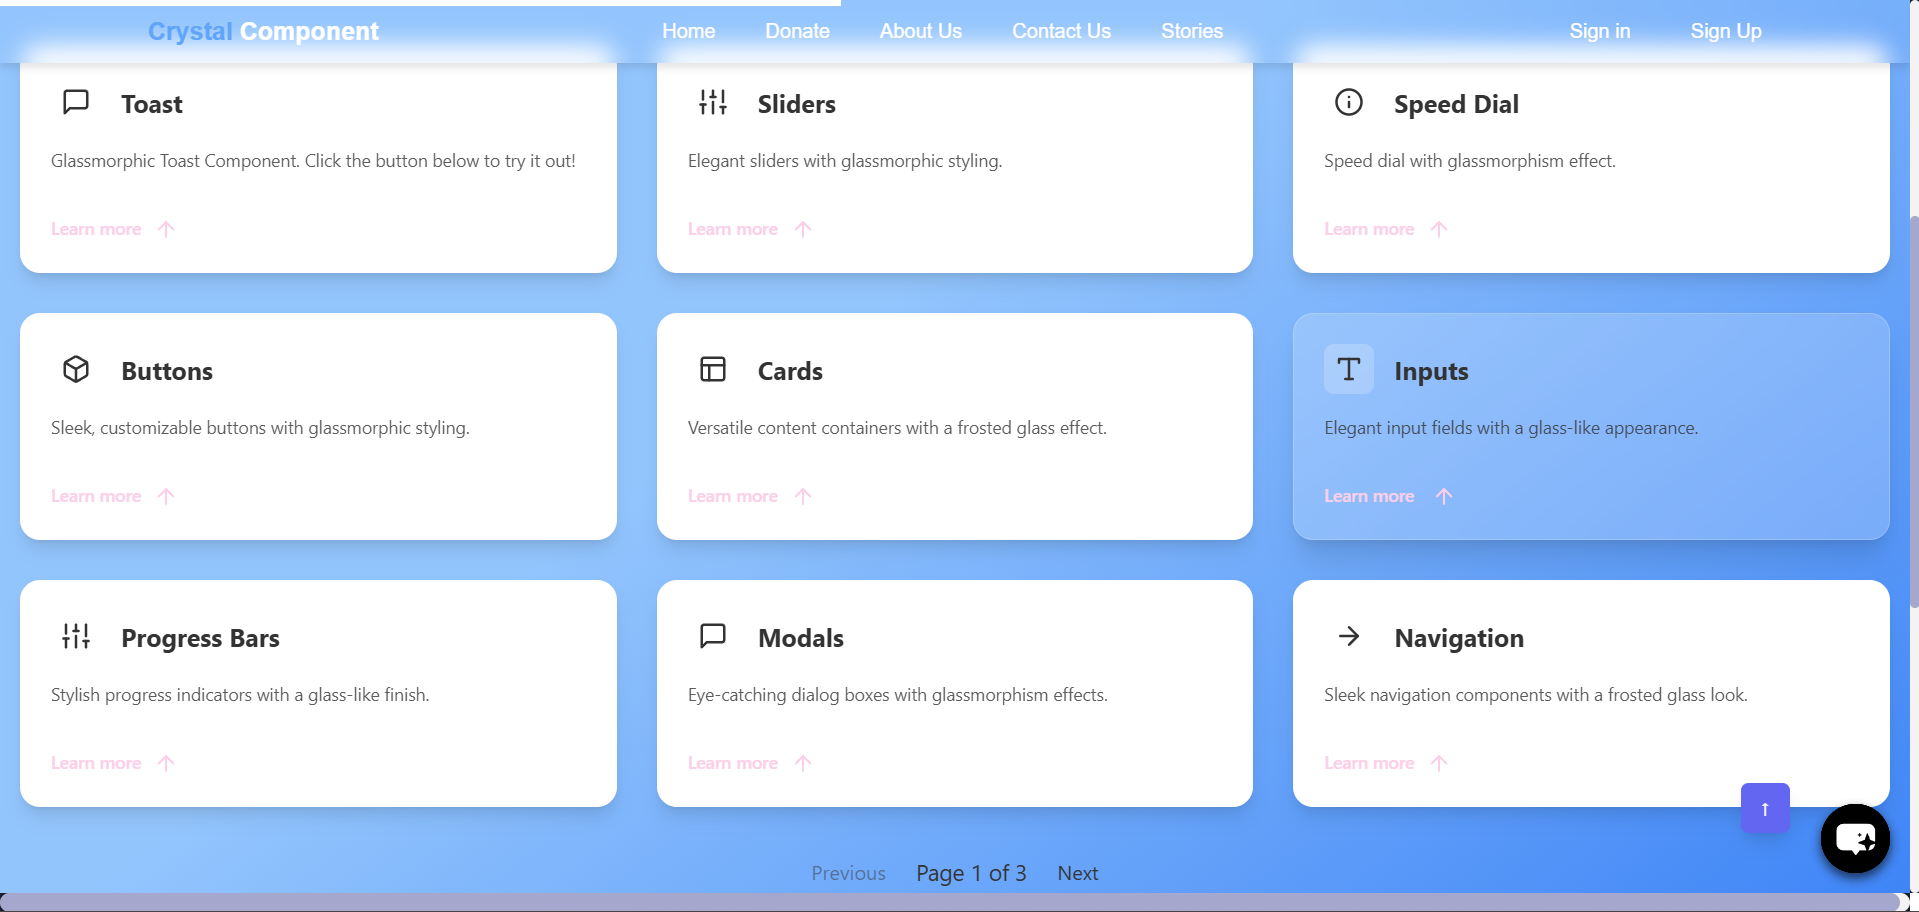 Crystal Component
Home
Donate
About Us
Contact Us
Stories
Sign in
Sign Up
Toast
Glassmorphic Toast Component. Click the button below to try it out!
Learn more
Sliders
Elegant sliders with glassmorphic styling.
Learn more
Speed Dial
Speed dial with glassmorphism effect.
Learn more
Buttons
Sleek, customizable buttons with glassmorphic styling.
Learn more
Cards
Versatile content containers with a frosted glass effect.
Learn more
Inputs
Elegant input fields with a glass-like appearance.
Learn more
Progress Bars
Stylish progress indicators with a glass-like finish.
Learn more
Modals
Eye-catching dialog boxes with glassmorphism effects.
Learn more
Navigation
Sleek navigation components with a frosted glass look.
Learn more
Previous
Page 1 of 3
Next